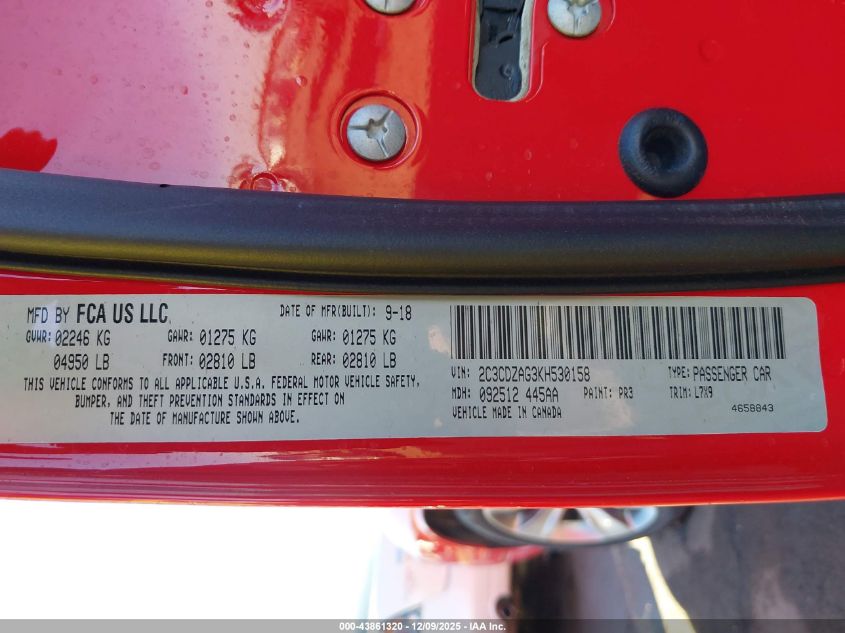 MFD BY FCA US LLC. DATE OF MFR(BUILT): 9-18
GVWR: 02246 KG GAWR: 01275 KG GAWR: 01275 KG
04950 LB FRONT: 02810 LB REAR: 02810 LB
THIS VEHICLE CONFORMS TO ALL APPLICABLE U.S.A. FEDERAL MOTOR VEHICLE SAFETY,
BUMPER, AND THEFT PREVENTION STANDARDS IN EFFECT ON
THE DATE OF MANUFACTURE SHOWN ABOVE.
VIN: 2C3CDZAG3KH530158 TYPE: PASSENGER CAR
MDH: 092512 445AA PAINT: PR3 TRIM: L7X9
VEHICLE MADE IN CANADA 4658843
000-43861320 - 12/09/2025 - IAA Inc.